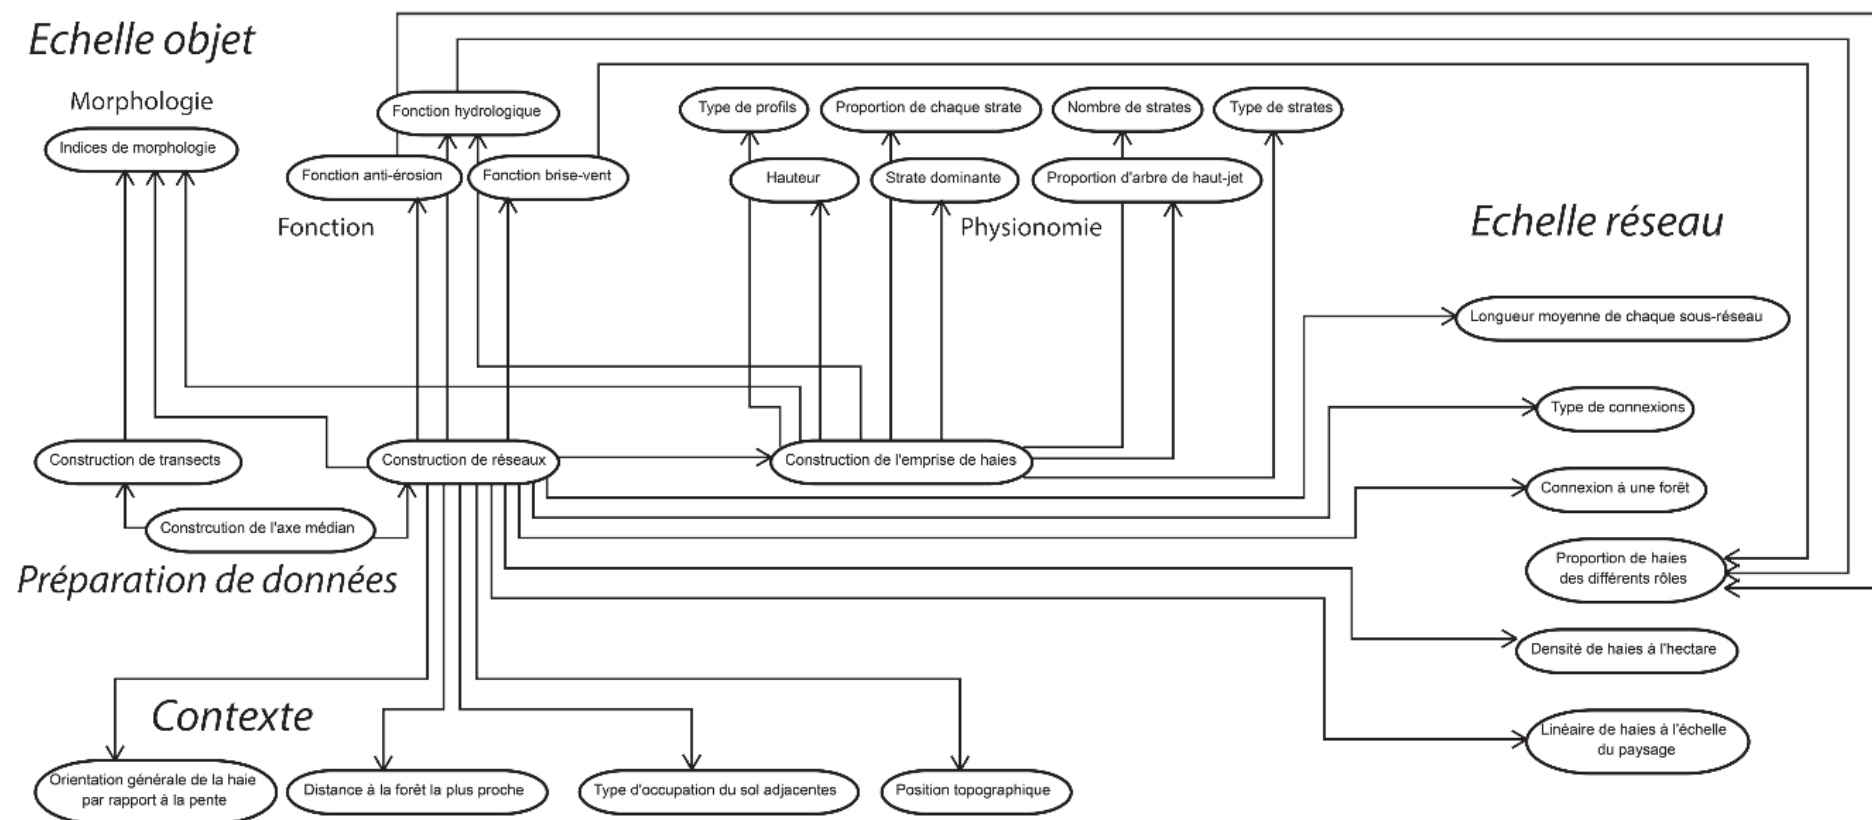 Echelle objet
Morphologie
Indices de morphologie
Fonction hydrologique
Fonction anti-érosion
Fonction brise-vent
Fonction
Type de profils
Proportion de chaque strate
Nombre de strates
Type de strates
Hauteur
Strate dominante
Proportion d'arbre de haut-jet
Physionomie
Echelle réseau
Longueur moyenne de chaque sous-réseau
Type de connexions
Connexion à une forêt
Proportion de haies
des différents rôles
Densité de haies à l'hectare
Linéaire de haies à l'échelle
du paysage
Construction de transects
Construction de réseaux
Construction de l'emprise de haies
Constrcution de l'axe médian
Préparation de données
Contexte
Orientation générale de la haie
par rapport à la pente
Distance à la forêt la plus proche
Type d'occupation du sol adjacentes
Position topographique